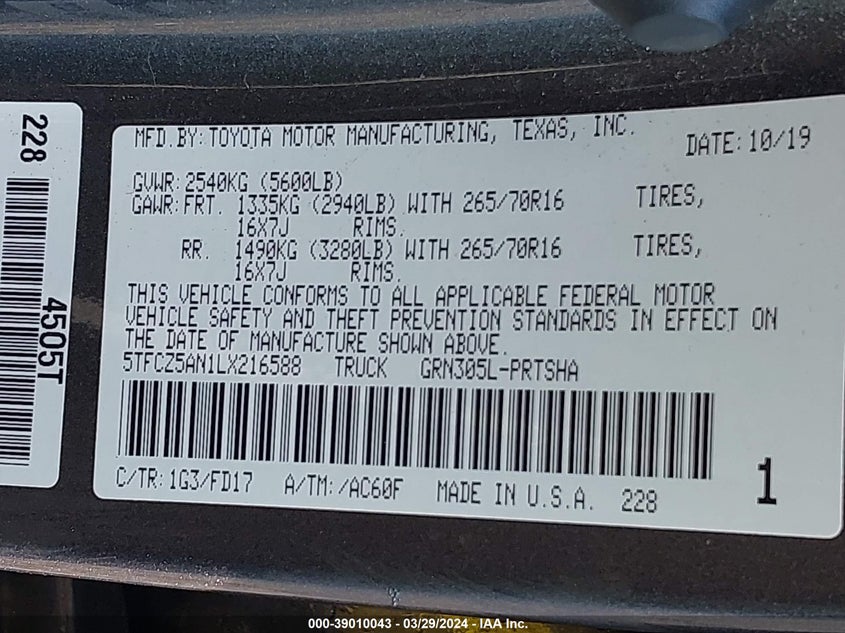 228
4505T
MFD.BY:TOYOTA MOTOR MANUFACTURING, TEXAS, INC.
DATE:10/19
GVWR:2540KG (5600LB)
GAWR:FRT. 1335KG (2940LB) WITH 265/70R16 TIRES,
16X7J RIMS.
RR. 1490KG (3280LB) WITH 265/70R16 TIRES,
16X7J RIMS.
THIS VEHICLE CONFORMS TO ALL APPLICABLE FEDERAL MOTOR
VEHICLE SAFETY AND THEFT PREVENTION STANDARDS IN EFFECT ON
THE DATE OF MANUFACTURE SHOWN ABOVE.
5TFCZ5AN1LX216588 TRUCK GRN305L-PRTSHA
C/TR:1G3/FD17 A/TM:/AC60F MADE IN U.S.A. 228
1
000-39010043 - 03/29/2024 - IAA Inc.